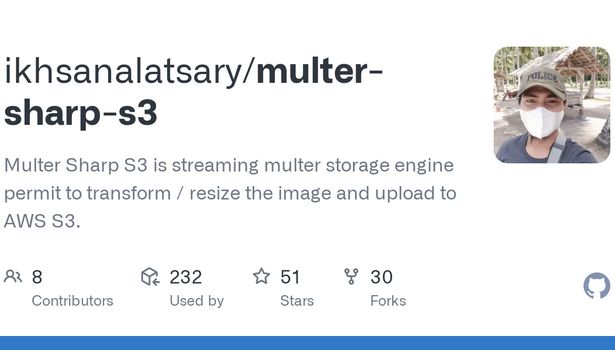 ikhsanalatsary/multer-
sharp-s3
Multer Sharp S3 is streaming multer storage engine
permit to transform / resize the image and upload to
AWS S3.
8
Contributors
232
Used by
51
Stars
30
Forks
POLICE